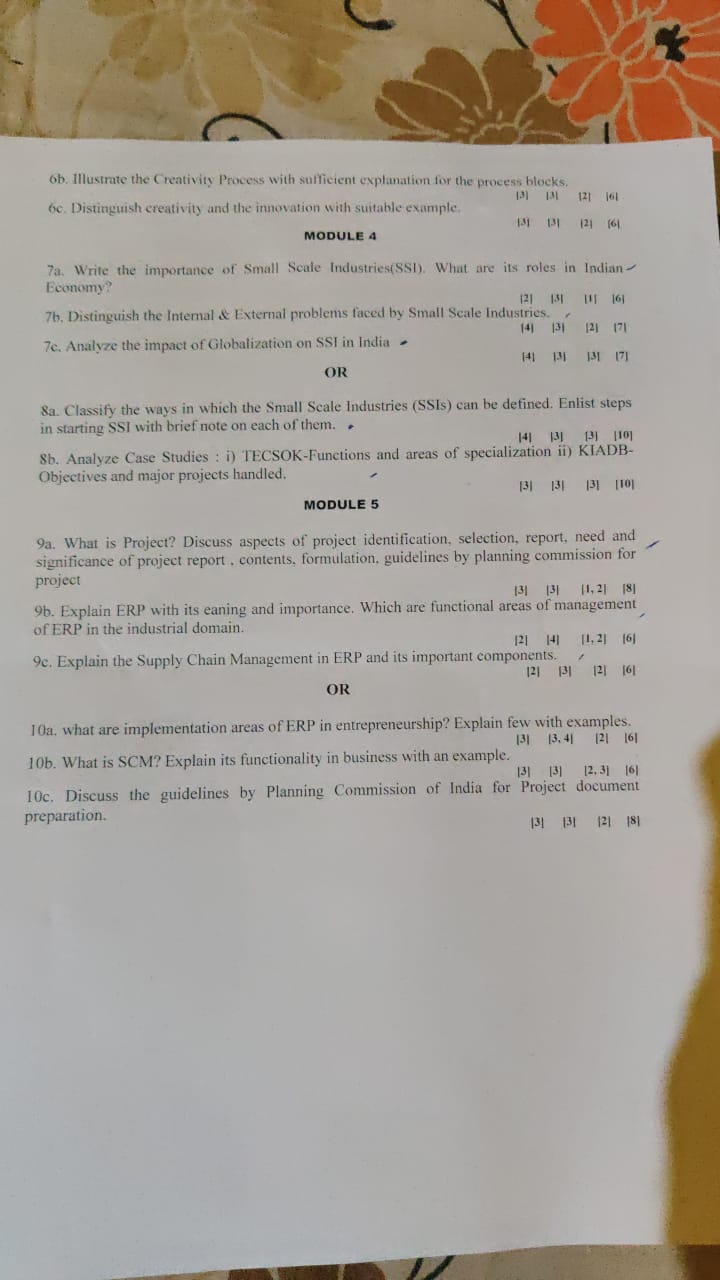 6b. Illustrate the Creativity Process with sufficient explanation for the process blocks.
[3] [3] [2] [6]
6c. Distinguish creativity and the innovation with suitable example.
[3] [3] [2] [6]
MODULE 4
7a. Write the importance of Small Scale Industries(SSI). What are its roles in Indian
Economy?
[2] [3] [1] [6]
7b. Distinguish the Internal & External problems faced by Small Scale Industries.
[4] [3] [2] [7]
7c. Analyze the impact of Globalization on SSI in India
[4] [3] [3] [7]
OR
8a. Classify the ways in which the Small Scale Industries (SSIs) can be defined. Enlist steps
in starting SSI with brief note on each of them.
[4] [3] [3] [10]
8b. Analyze Case Studies : i) TECSOK-Functions and areas of specialization ii) KIADB-
Objectives and major projects handled.
[3] [3] [3] [10]
MODULE 5
9a. What is Project? Discuss aspects of project identification, selection, report, need and
significance of project report , contents, formulation, guidelines by planning commission for
project
[3] [3] [1, 2] [8]
9b. Explain ERP with its eaning and importance. Which are functional areas of management
of ERP in the industrial domain.
[2] [4] [1, 2] [6]
9c. Explain the Supply Chain Management in ERP and its important components.
[2] [3] [2] [6]
OR
10a. what are implementation areas of ERP in entrepreneurship? Explain few with examples.
[3] [3, 4] [2] [6]
10b. What is SCM? Explain its functionality in business with an example.
[3] [3] [2, 3] [6]
10c. Discuss the guidelines by Planning Commission of India for Project document
preparation.
[3] [3] [2] [8]